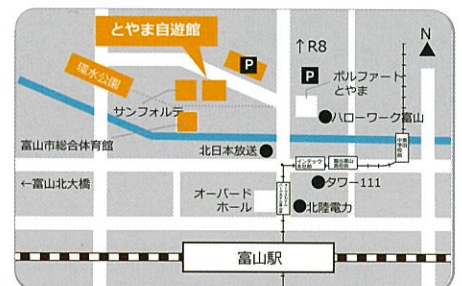 とやま自遊館
N
↑R8
P
P
環水公園
ボルファート
とやま
サンフォルテ
ハローワーク富山
富山市総合体育館
北日本放送
インテック
本社前
←富山北大橋
タワー111
オーバード
ホール
北陸電力
富山駅